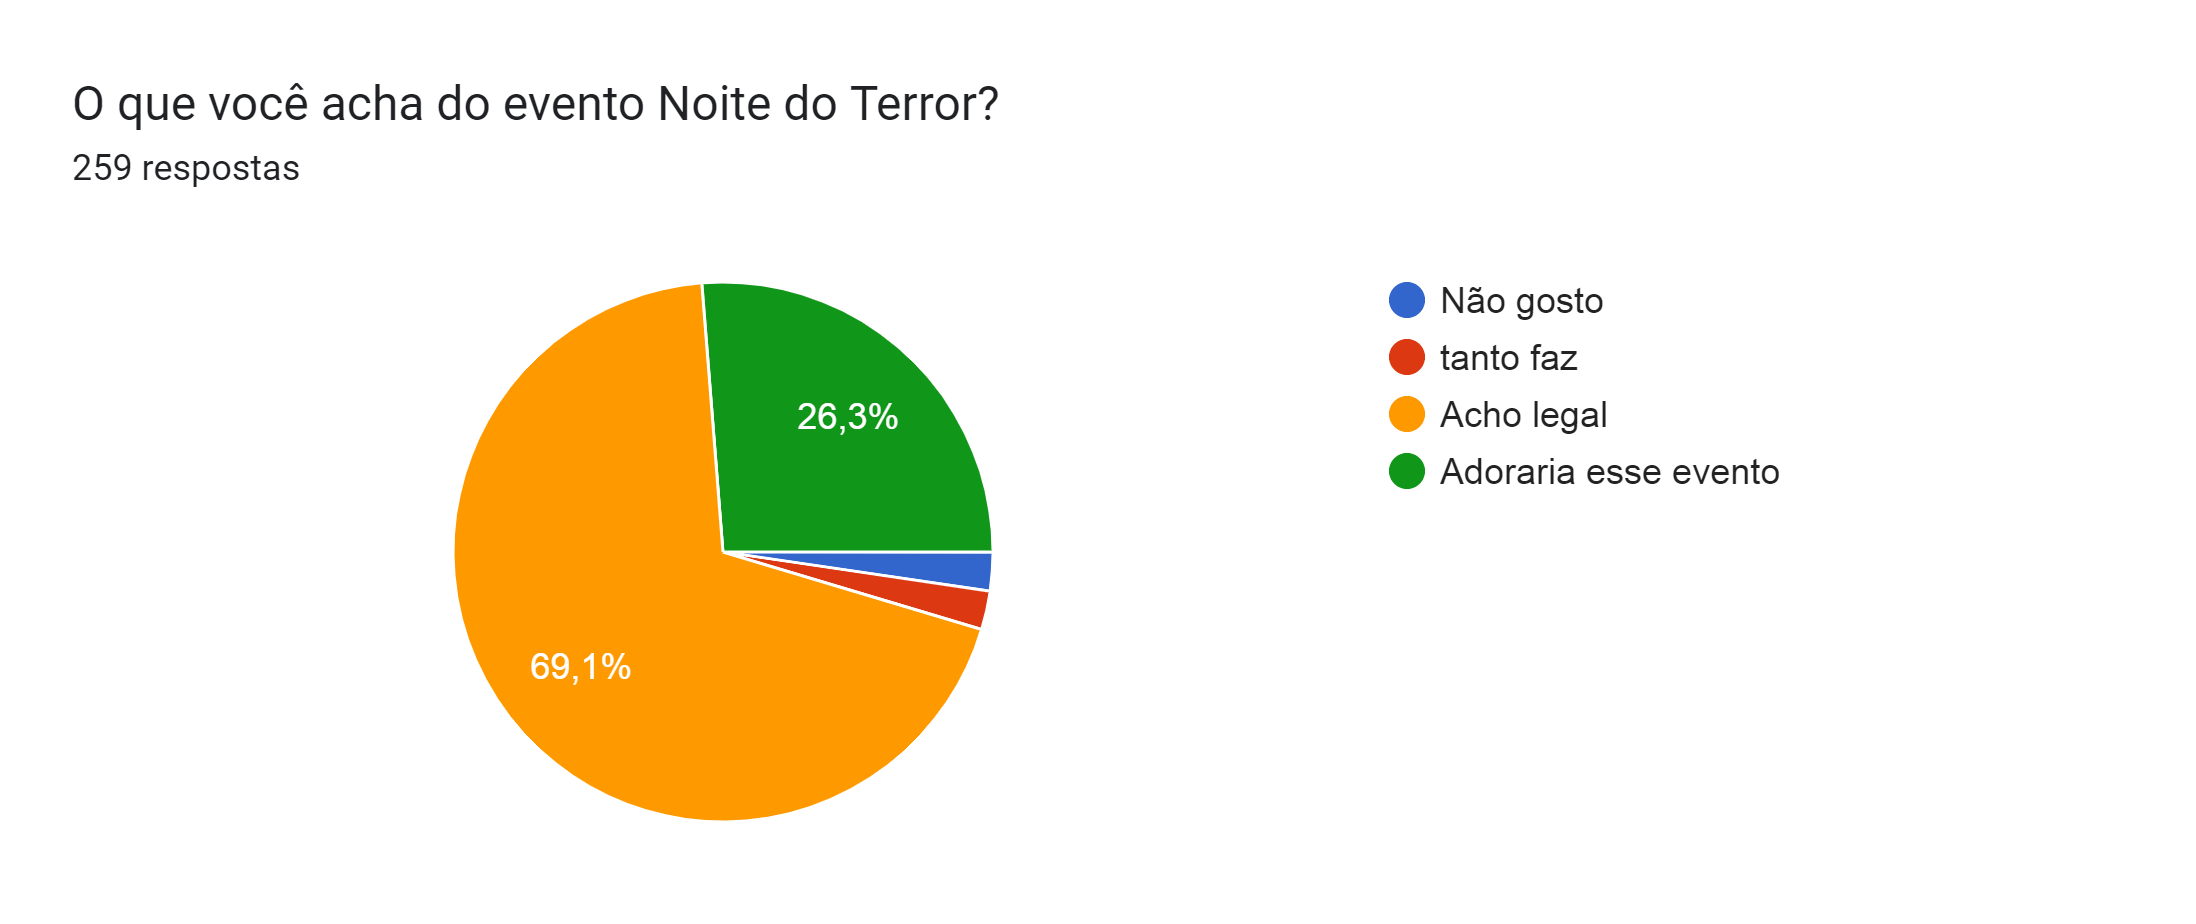 O que você acha do evento Noite do Terror?
259 respostas
26,3%
69,1%
Não gosto
tanto faz
Acho legal
Adoraria esse evento